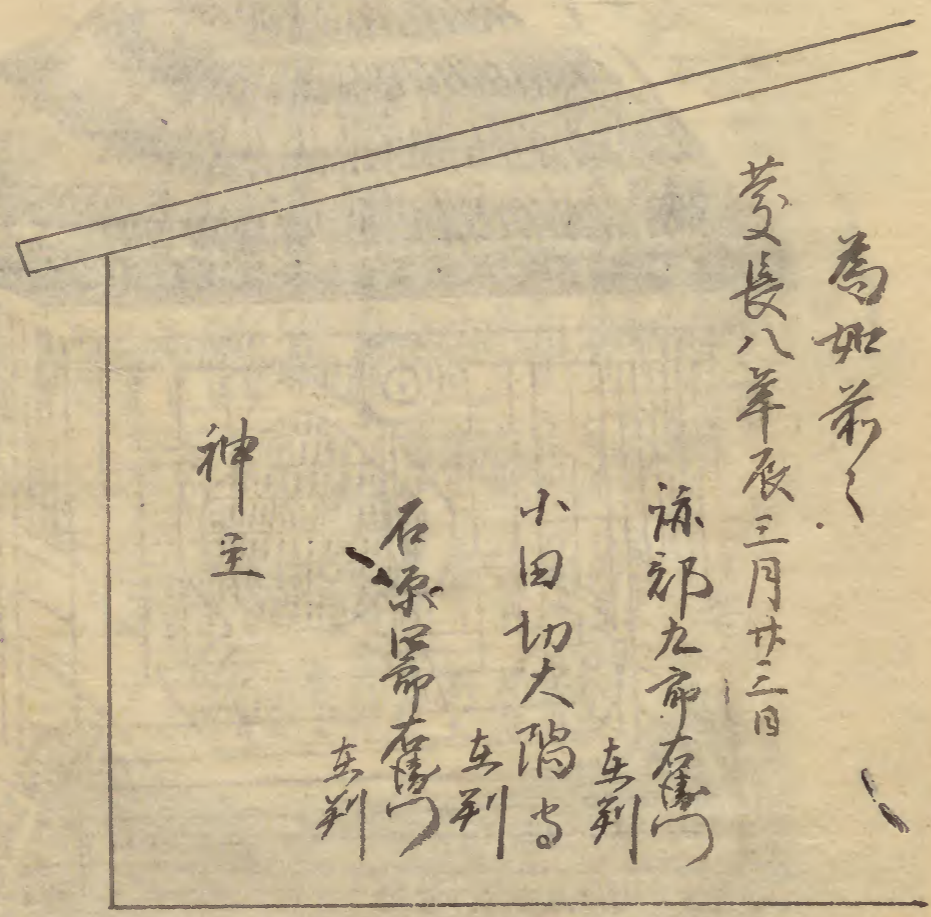 為如前々
慶長八年辰三月廿三日
跡部九郎右衛門
在判
小田切大隅守
在判
石原四郎右衛門
在判
神主